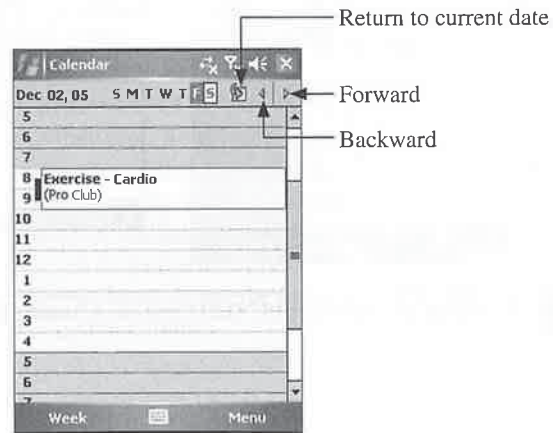 Return to current date
Calendar
Dec 02, 05 S M T W T F S
Forward
Backward
5
6
7
8 Exercise - Cardio
9 (Pro Club)
10
11
12
1
2
3
4
5
6
7
Week Menu